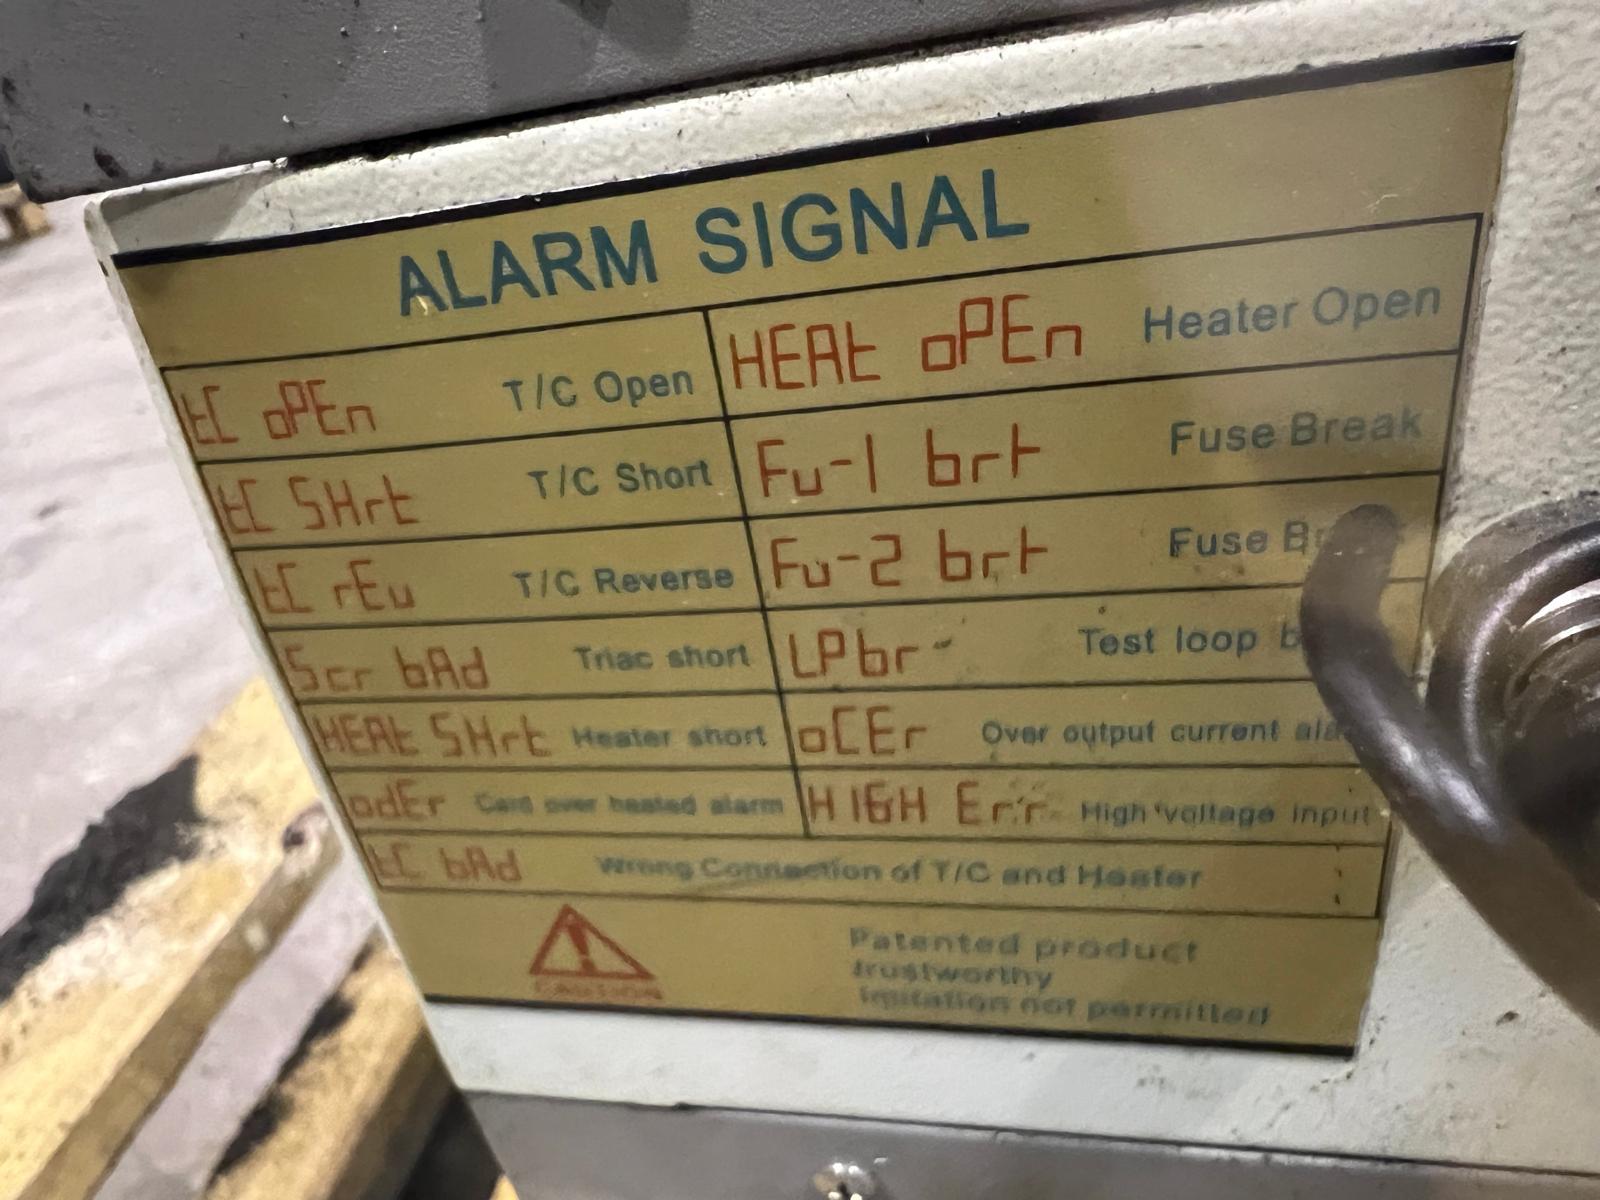 ALARM SIGNAL
tC oPEn T/C Open
HEAt oPEn Heater Open
tC SHrt T/C Short
Fu-1 brt Fuse Break
tC rEu T/C Reverse
Fu-2 brt Fuse
Scr bAd Triac short
LPbr Test loop
HEAt SHrt Heater short
oCEr Over output current
odEr Card over heated alarm
HIGH Err High voltage input
tC bAd Wrong Connection of T/C and Heater
CAUTION
Patented product
trustworthy
Imitation not permitted